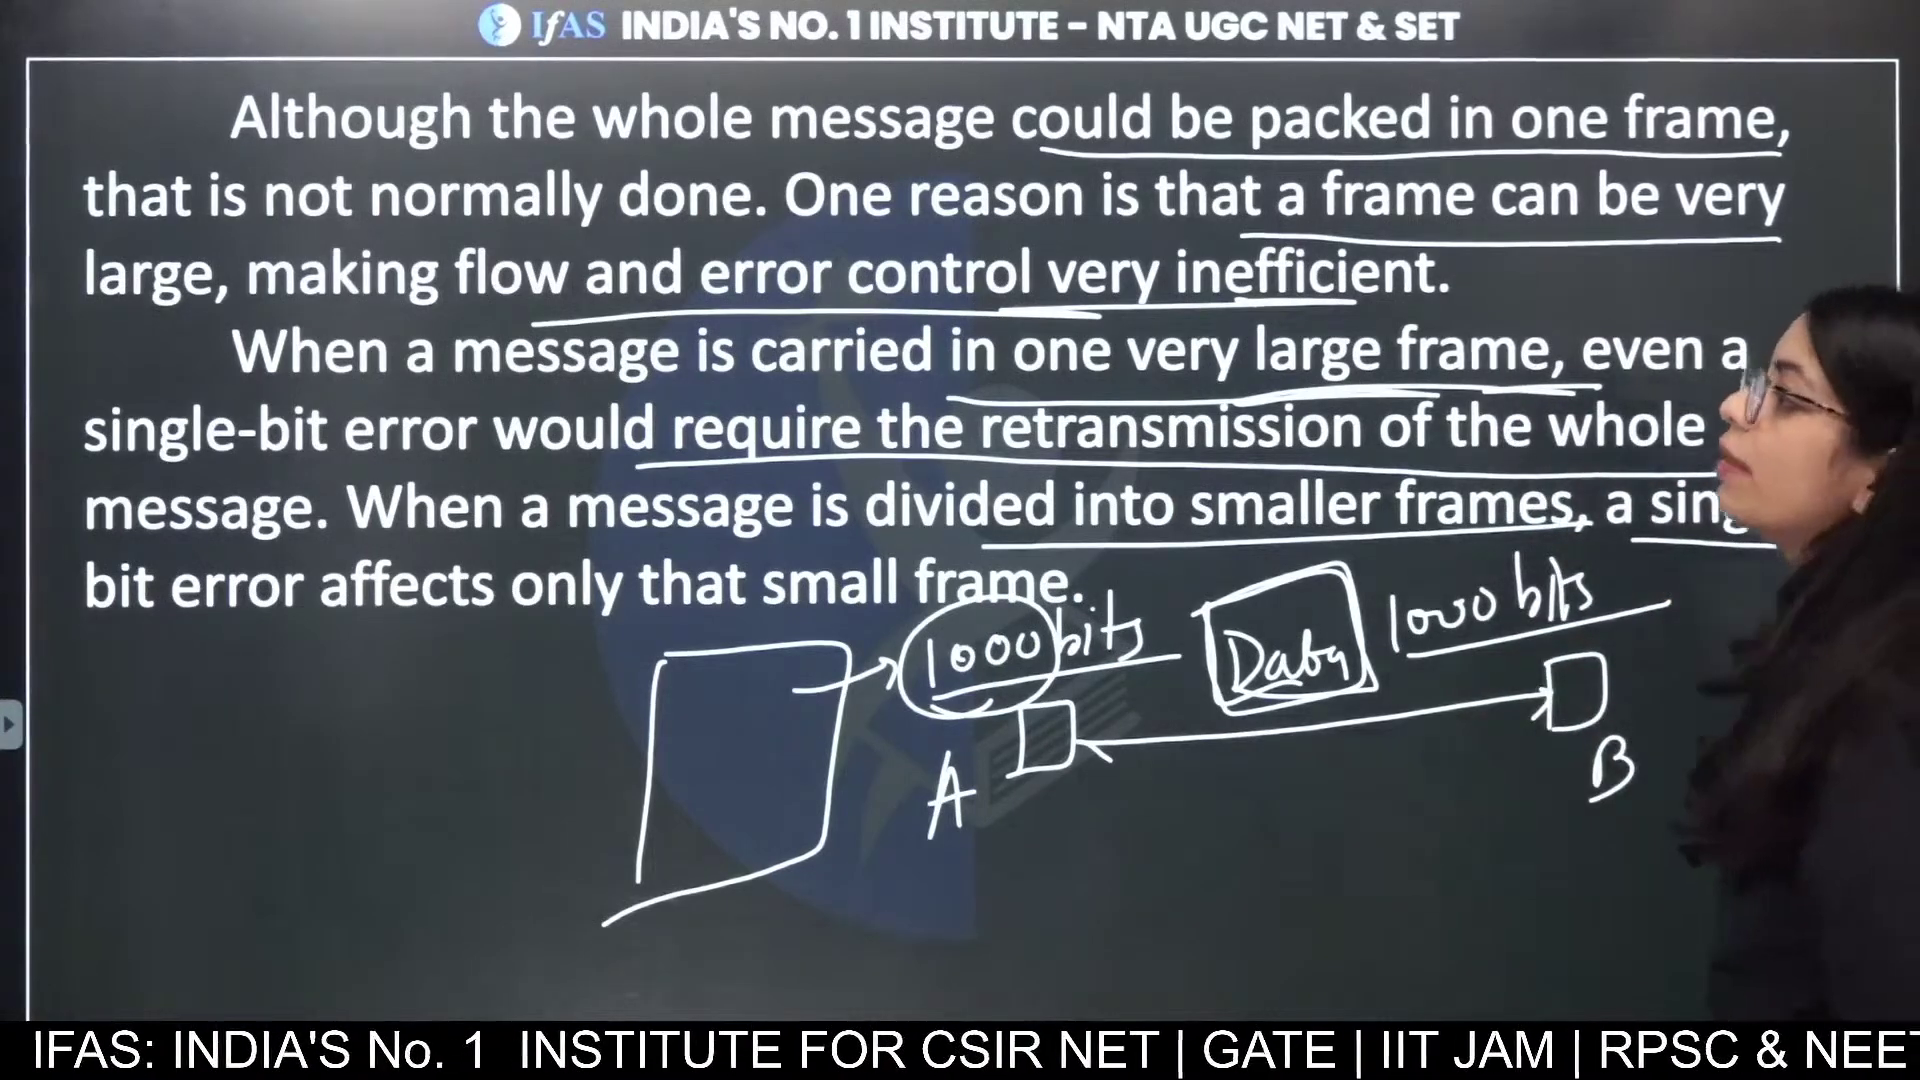 IfAS INDIA'S NO. 1 INSTITUTE – NTA UGC NET & SET
Although the whole message could be packed in one frame,
that is not normally done. One reason is that a frame can be very
large, making flow and error control very inefficient.
When a message is carried in one very large frame, even a
single-bit error would require the retransmission of the whole
message. When a message is divided into smaller frames, a
bit error affects only that small frame.
1000 bits Data 1000 bits
A B
IFAS: INDIA'S No. 1 INSTITUTE FOR CSIR NET | GATE | IIT JAM | RPSC & NEET